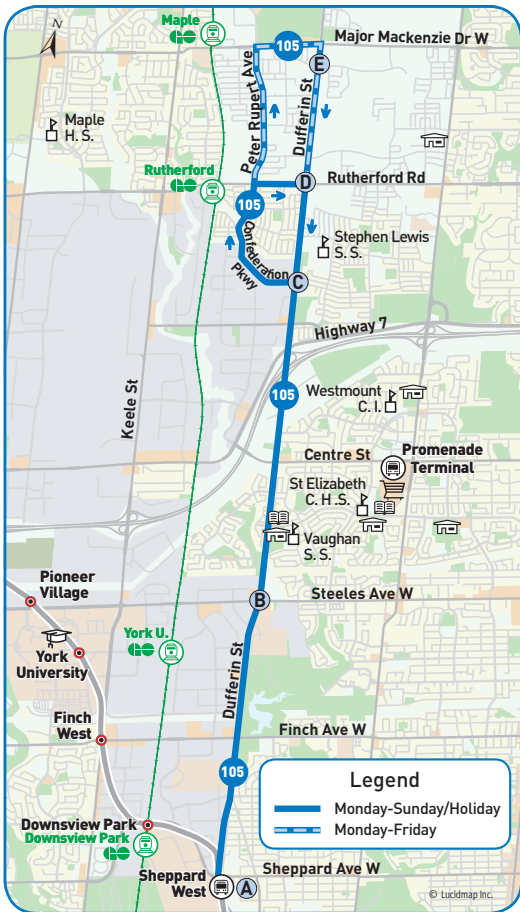 Maple
105
Major Mackenzie Dr W
E
Peter Rupert Ave
Dufferin St
Maple
H. S.
Rutherford
D
Rutherford Rd
105
Stephen Lewis
S. S.
Confederation
Pkwy
C
Highway 7
Keele St
105
Westmount
C. I.
Centre St
Promenade
Terminal
St Elizabeth
C. H. S.
Vaughan
S. S.
Pioneer
Village
B
Steeles Ave W
York U.
York
University
Dufferin St
Finch
West
Finch Ave W
105
Legend
Monday-Sunday/Holiday
Monday-Friday
Downsview Park
Downsview Park
Sheppard
West
A
Sheppard Ave W
© Lucidmap Inc.